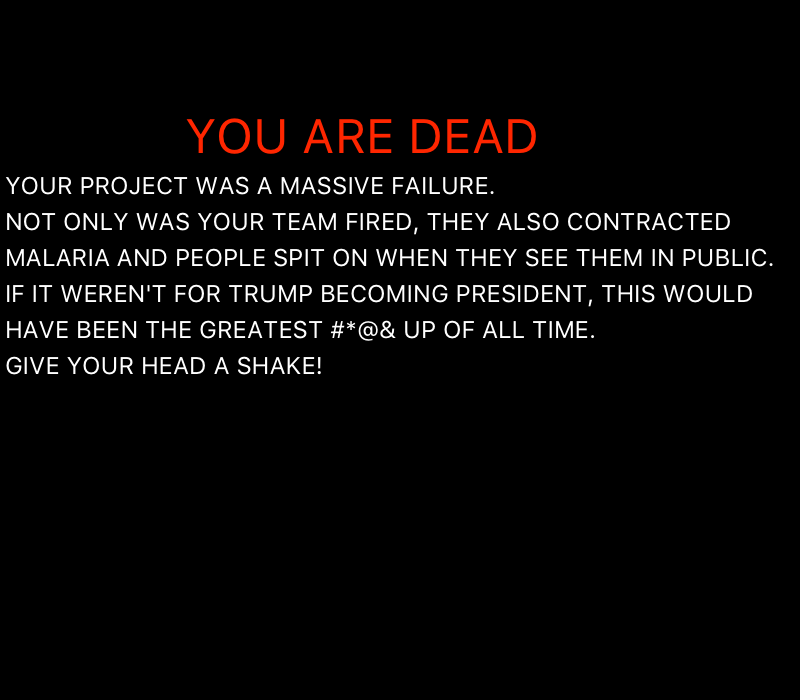 YOU ARE DEAD
YOUR PROJECT WAS A MASSIVE FAILURE.
NOT ONLY WAS YOUR TEAM FIRED, THEY ALSO CONTRACTED
MALARIA AND PEOPLE SPIT ON WHEN THEY SEE THEM IN PUBLIC.
IF IT WEREN'T FOR TRUMP BECOMING PRESIDENT, THIS WOULD
HAVE BEEN THE GREATEST #*@& UP OF ALL TIME.
GIVE YOUR HEAD A SHAKE!